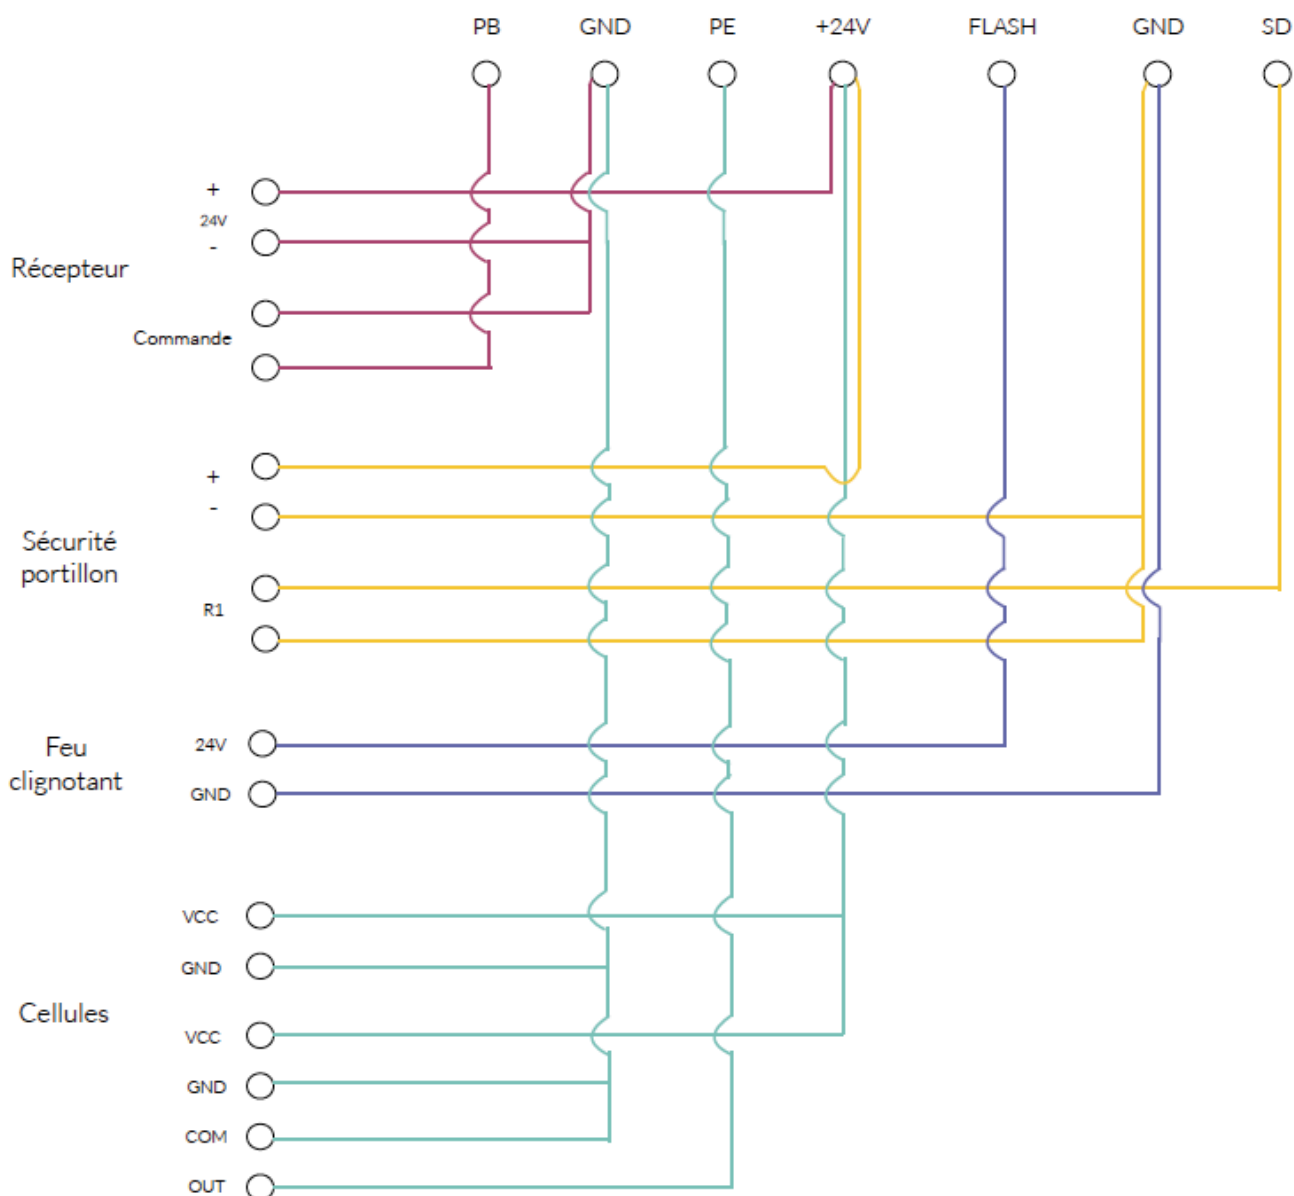 PB GND PE +24V FLASH GND SD
+
24V
-
Récepteur
Commande
+
-
Sécurité
portillon
R1
24V
Feu
clignotant
GND
VCC
GND
Cellules
VCC
GND
COM
OUT